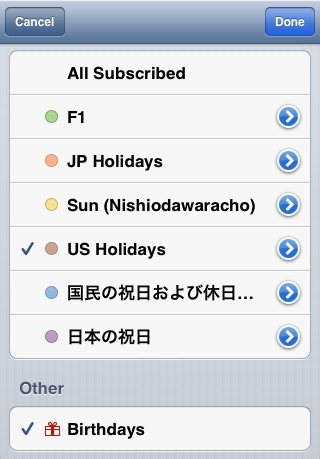 Cancel Done
All Subscribed
F1
JP Holidays
Sun (Nishiodawaracho)
US Holidays
国民の祝日および休日…
日本の祝日
Other
Birthdays